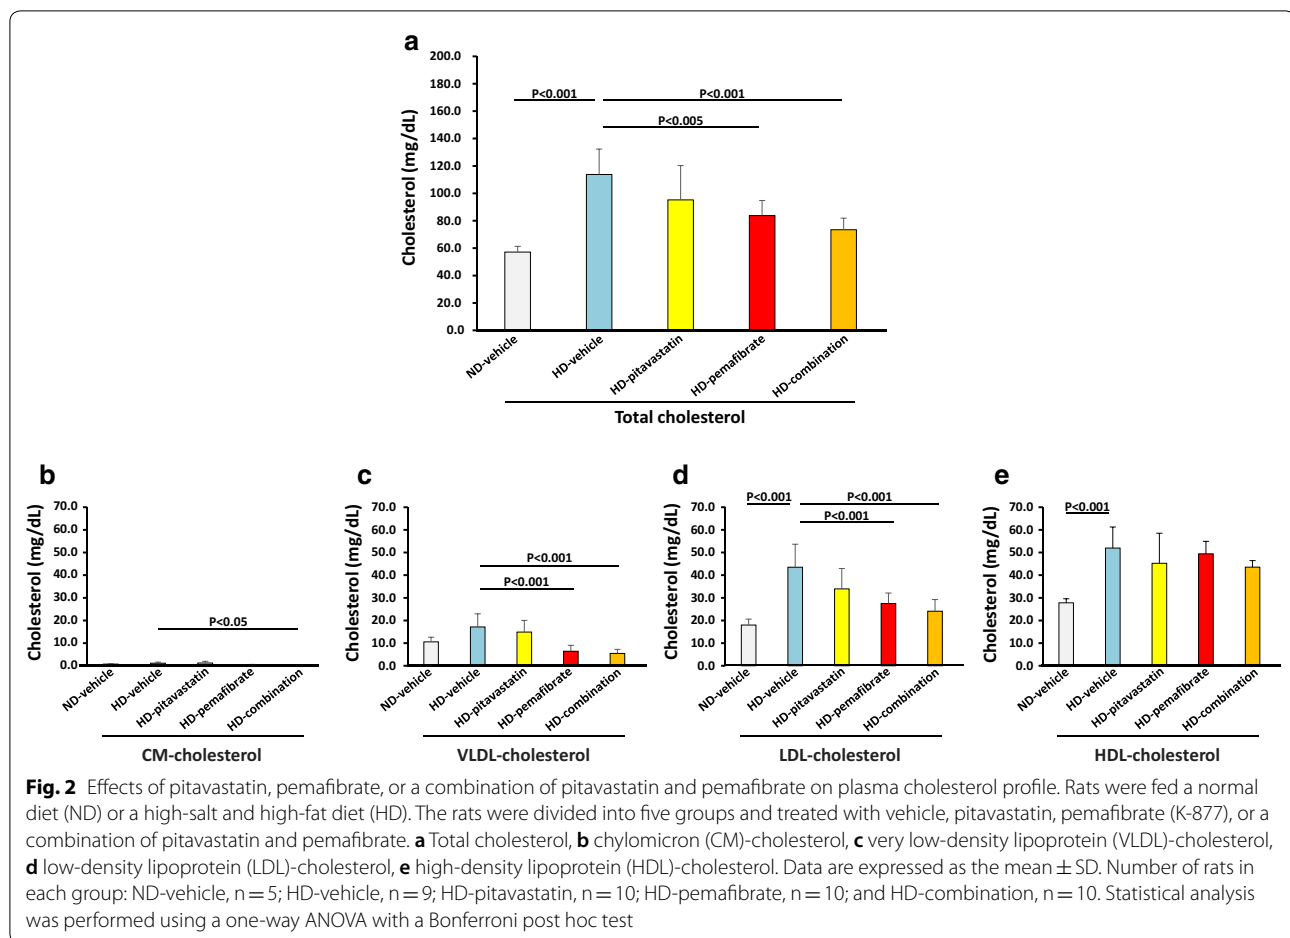 a
200.0
180.0
160.0
140.0
120.0
100.0
80.0
60.0
40.0
20.0
0.0
Cholesterol (mg/dL)
P<0.001
P<0.001
P<0.005
ND-vehicle
HD-vehicle
HD-pitavastatin
HD-pemafibrate
HD-combination
Total cholesterol
b
70.0
60.0
50.0
40.0
30.0
20.0
10.0
0.0
Cholesterol (mg/dL)
P<0.05
ND-vehicle
HD-vehicle
HD-pitavastatin
HD-pemafibrate
HD-combination
CM-cholesterol
c
70.0
60.0
50.0
40.0
30.0
20.0
10.0
0.0
Cholesterol (mg/dL)
P<0.001
P<0.001
ND-vehicle
HD-vehicle
HD-pitavastatin
HD-pemafibrate
HD-combination
VLDL-cholesterol
d
70.0
60.0
50.0
40.0
30.0
20.0
10.0
0.0
Cholesterol (mg/dL)
P<0.001
P<0.001
P<0.001
ND-vehicle
HD-vehicle
HD-pitavastatin
HD-pemafibrate
HD-combination
LDL-cholesterol
e
70.0
60.0
50.0
40.0
30.0
20.0
10.0
0.0
Cholesterol (mg/dL)
P<0.001
ND-vehicle
HD-vehicle
HD-pitavastatin
HD-pemafibrate
HD-combination
HDL-cholesterol
Fig. 2 Effects of pitavastatin, pemafibrate, or a combination of pitavastatin and pemafibrate on plasma cholesterol profile. Rats were fed a normal
diet (ND) or a high-salt and high-fat diet (HD). The rats were divided into five groups and treated with vehicle, pitavastatin, pemafibrate (K-877), or a
combination of pitavastatin and pemafibrate. a Total cholesterol, b chylomicron (CM)-cholesterol, c very low-density lipoprotein (VLDL)-cholesterol,
d low-density lipoprotein (LDL)-cholesterol, e high-density lipoprotein (HDL)-cholesterol. Data are expressed as the mean ± SD. Number of rats in
each group: ND-vehicle, n = 5; HD-vehicle, n = 9; HD-pitavastatin, n = 10; HD-pemafibrate, n = 10; and HD-combination, n = 10. Statistical analysis
was performed using a one-way ANOVA with a Bonferroni post hoc test